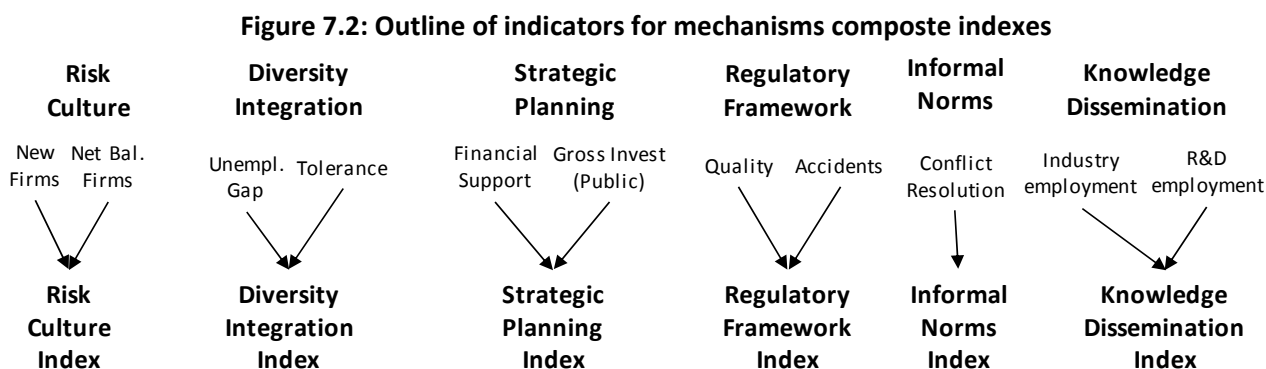 Figure 7.2: Outline of indicators for mechanisms composte indexes
Risk
Culture
Diversity
Integration
Strategic
Planning
Regulatory
Framework
Informal
Norms
Knowledge
Dissemination
New
Firms
Net Bal.
Firms
Unempl.
Gap
Tolerance
Financial
Support
Gross Invest
(Public)
Quality
Accidents
Conflict
Resolution
Industry
employment
R&D
employment
Risk
Culture
Index
Diversity
Integration
Index
Strategic
Planning
Index
Regulatory
Framework
Index
Informal
Norms
Index
Knowledge
Dissemination
Index